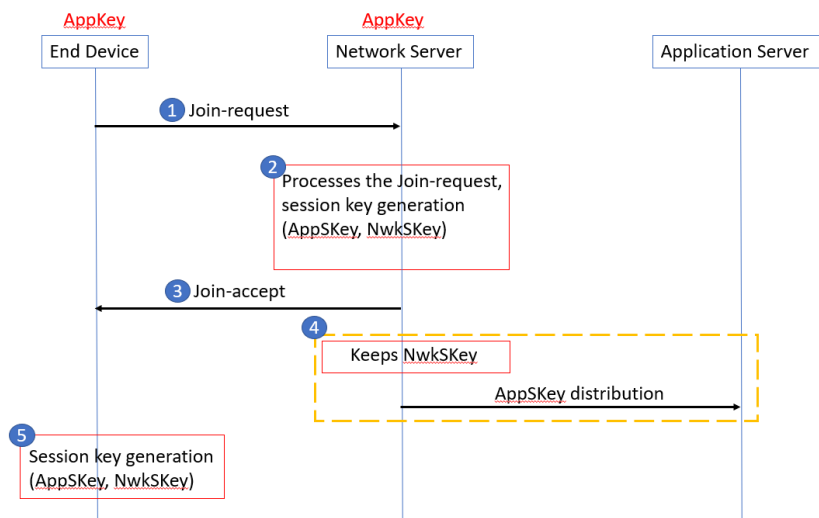 AppKey
AppKey
End Device
Network Server
Application Server
1 Join-request
2
Processes the Join-request,
session key generation
(AppSKey, NwkSKey)
3 Join-accept
4
Keeps NwkSKey
AppSKey distribution
5
Session key generation
(AppSKey, NwkSKey)